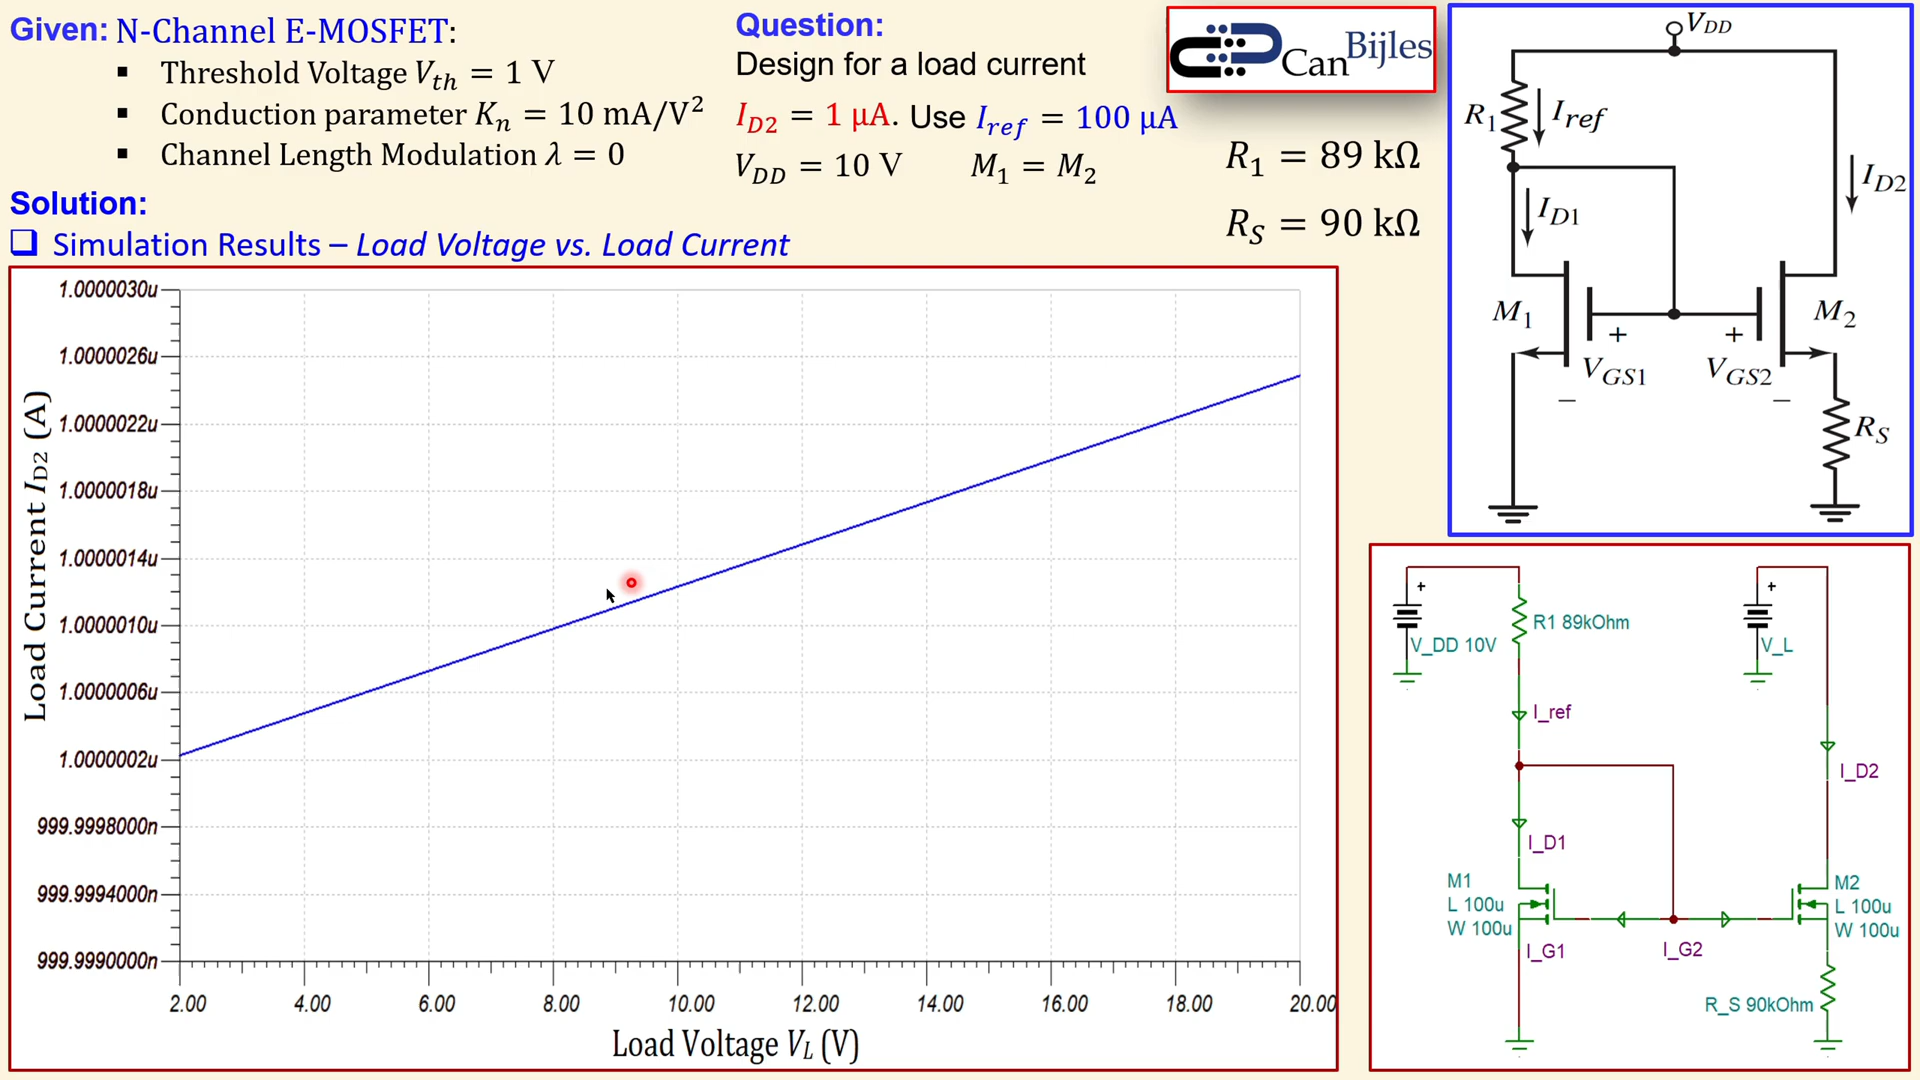 Given: N-Channel E-MOSFET:
▪ Threshold Voltage V_th = 1 V
▪ Conduction parameter K_n = 10 mA/V²
▪ Channel Length Modulation λ = 0
Question:
Design for a load current
I_D2 = 1 μA. Use I_ref = 100 μA
V_DD = 10 V M_1 = M_2
Can Bijles
R_1 = 89 kΩ
R_S = 90 kΩ
Solution:
❑ Simulation Results – Load Voltage vs. Load Current
Load Current I_D2 (A)
1.0000030u
1.0000026u
1.0000022u
1.0000018u
1.0000014u
1.0000010u
1.0000006u
1.0000002u
999.9998000n
999.9994000n
999.9990000n
2.00 4.00 6.00 8.00 10.00 12.00 14.00 16.00 18.00 20.00
Load Voltage V_L (V)
V_DD
R_1 I_ref
I_D2
I_D1
M_1 M_2
+ +
V_GS1 V_GS2
– –
R_S
+ +
R1 89kOhm
V_DD 10V V_L
I_ref
I_D2
I_D1
M1
L 100u
W 100u
M2
L 100u
W 100u
I_G1 I_G2
R_S 90kOhm